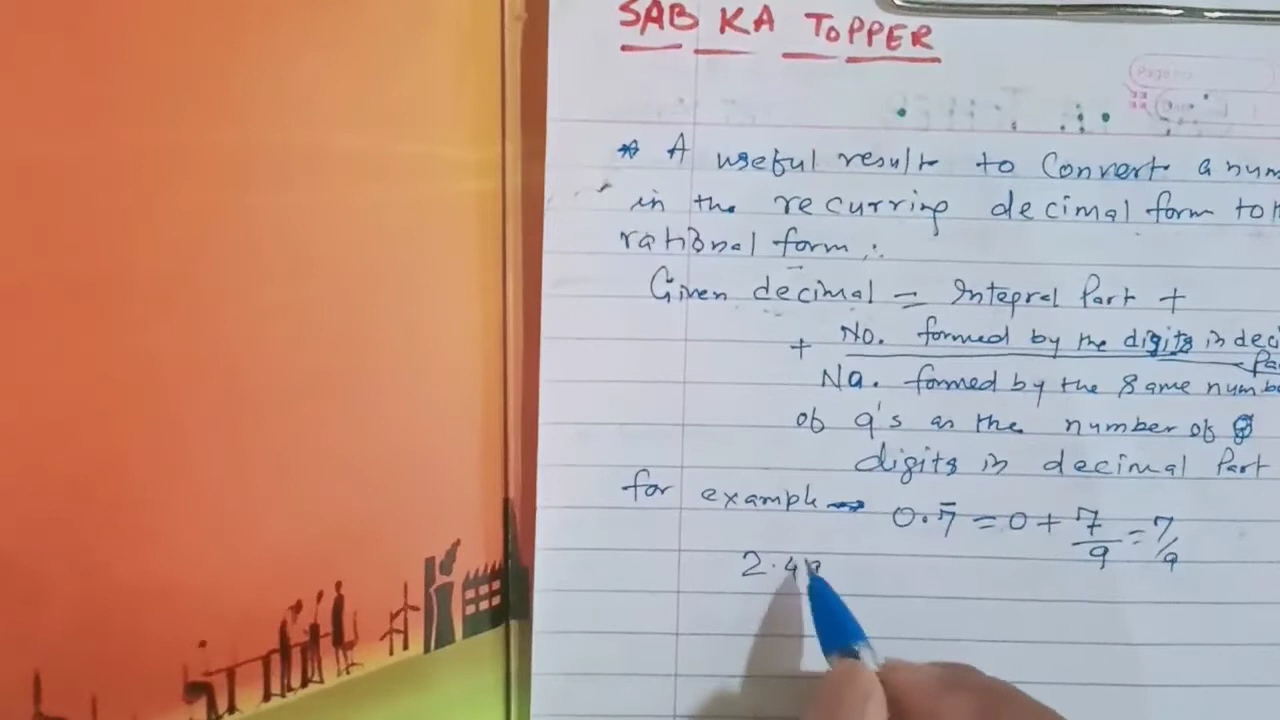 SAB KA TOPPER
* A useful result to convert a num
in the recurring decimal form to
rational form :
Given decimal = Integral Part +
+ No. formed by the digits in deci
No. formed by the same numbe
of 9's as the number of
digits in decimal Part
for example → 0.7̄ = 0 + 7/9 = 7/9
2.4